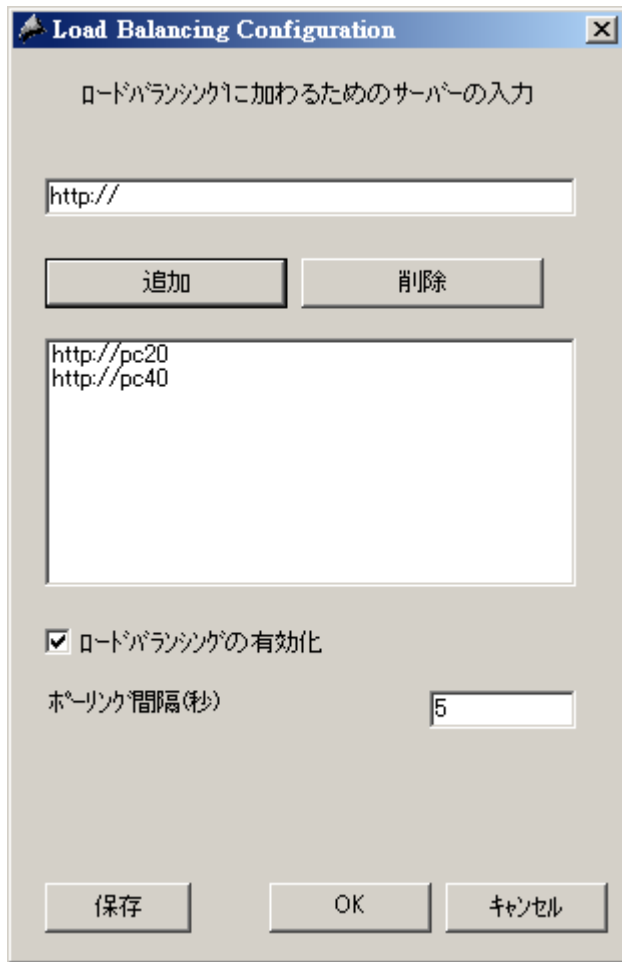 Load Balancing Configuration
ﾛｰﾄﾞﾊﾞﾗﾝｼﾝｸﾞに加わるためのサーバーの入力
http://
追加 削除
http://pc20
http://pc40
ﾛｰﾄﾞﾊﾞﾗﾝｼﾝｸﾞの有効化
ﾎﾟｰﾘﾝｸﾞ間隔(秒) 5
保存 OK ｷｬﾝｾﾙ